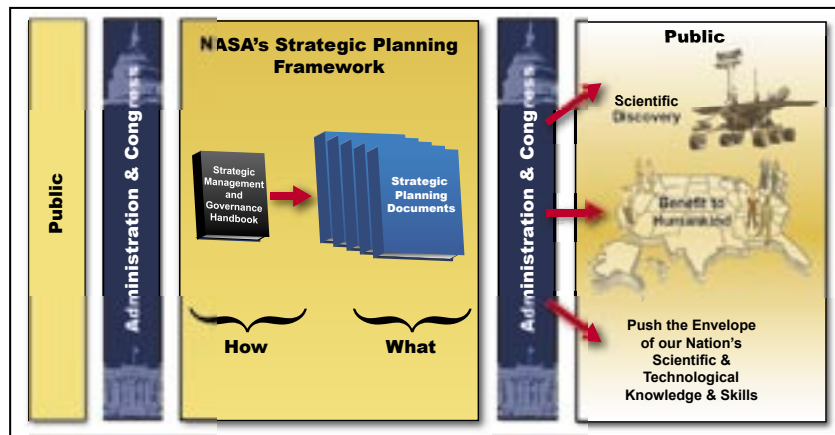 Public
Administration & Congress
NASA's Strategic Planning
Framework
Strategic
Management
and
Governance
Handbook
Strategic
Planning
Documents
How
What
Administration & Congress
Public
Scientific
Discovery
Benefit to
Humankind
Push the Envelope
of our Nation's
Scientific &
Technological
Knowledge & Skills